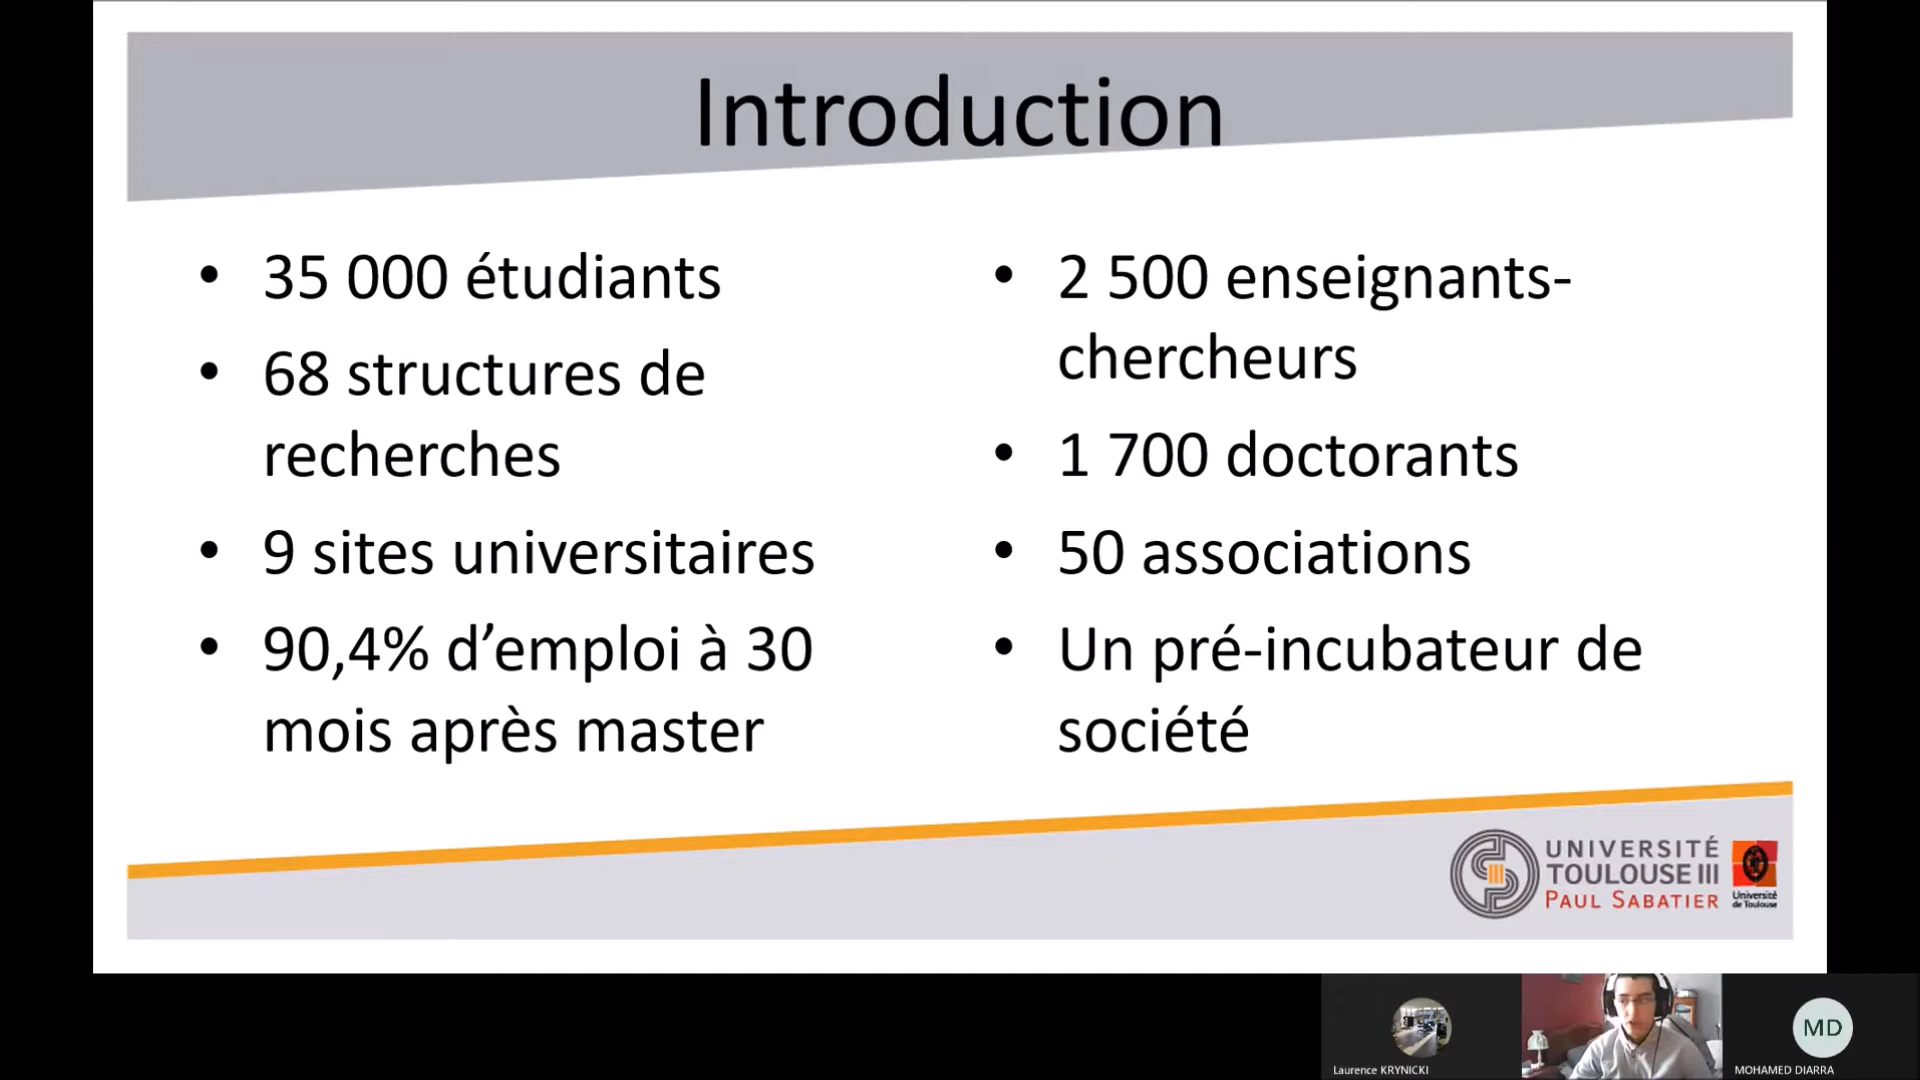 Introduction
• 35 000 étudiants
• 68 structures de
recherches
• 9 sites universitaires
• 90,4% d’emploi à 30
mois après master
• 2 500 enseignants-
chercheurs
• 1 700 doctorants
• 50 associations
• Un pré-incubateur de
société
UNIVERSITÉ
TOULOUSE III
PAUL SABATIER
Université
de Toulouse
Laurence KRYNICKI
MD
MOHAMED DIARRA